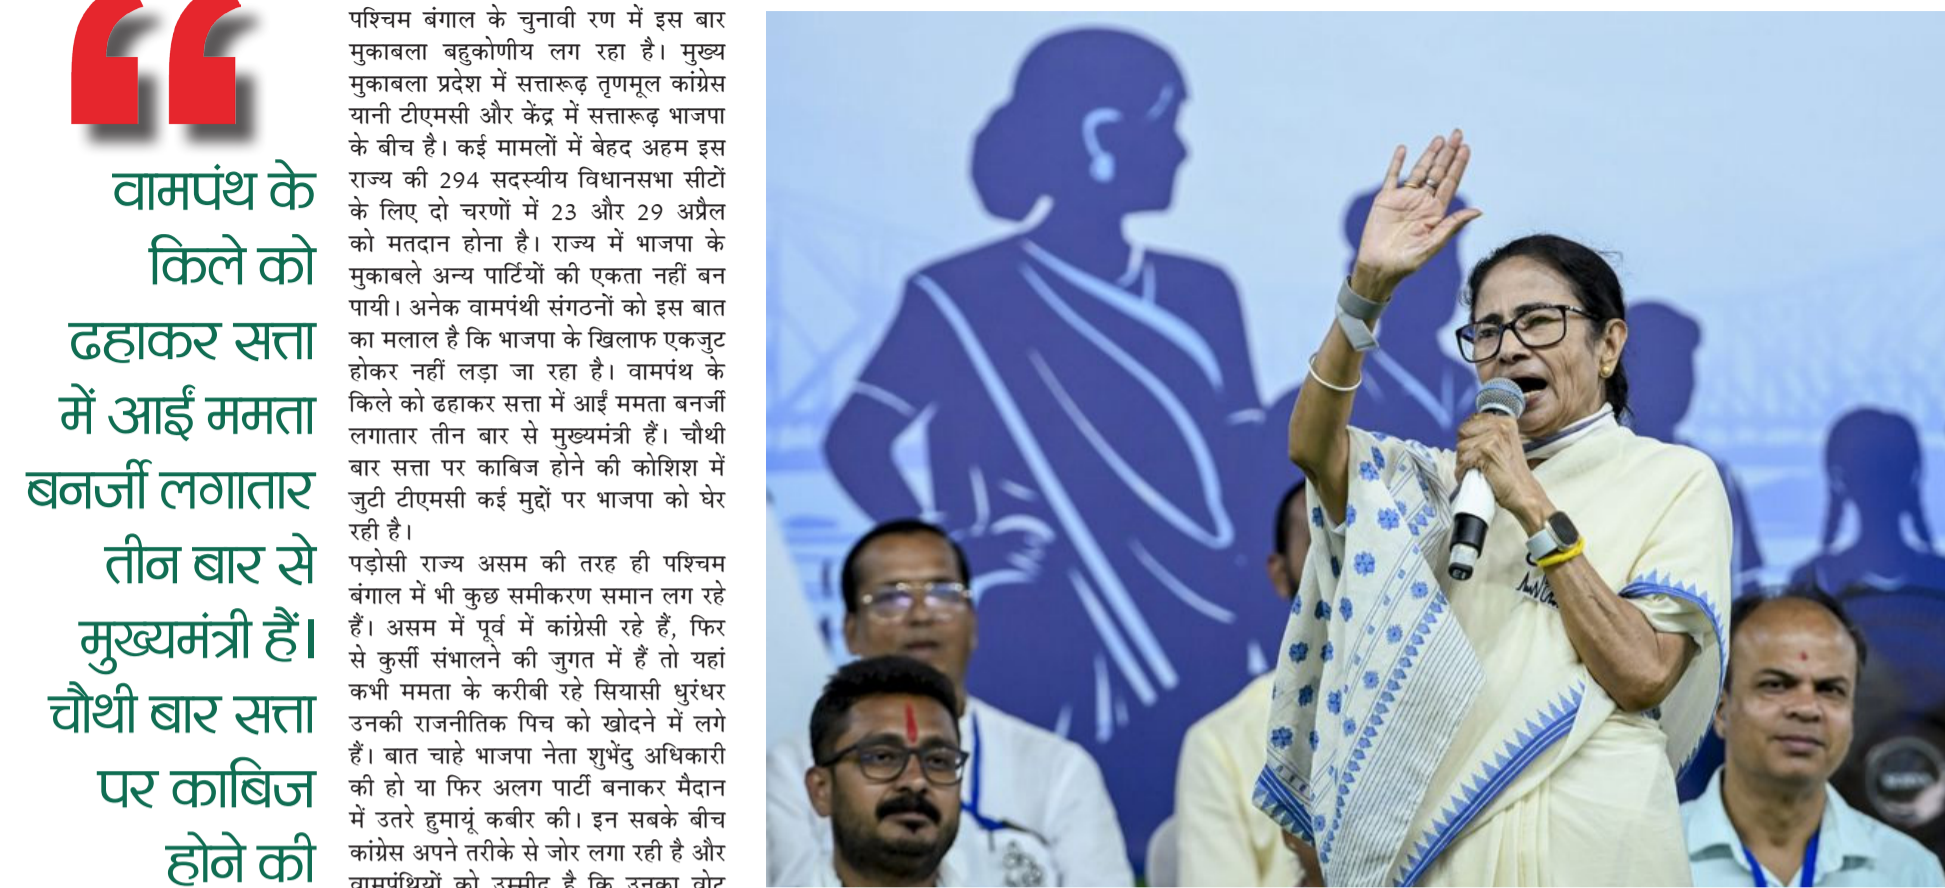 वामपंथ के
किले को
ढहाकर सत्ता
में आईं ममता
बनर्जी लगातार
तीन बार से
मुख्यमंत्री हैं।
चौथी बार सत्ता
पर काबिज
होने की
पश्चिम बंगाल के चुनावी रण में इस बार
मुकाबला बहुकोणीय लग रहा है। मुख्य
मुकाबला प्रदेश में सत्तारूढ़ तृणमूल कांग्रेस
यानी टीएमसी और केंद्र में सत्तारूढ़ भाजपा
के बीच है। कई मामलों में बेहद अहम इस
राज्य की 294 सदस्यीय विधानसभा सीटों
के लिए दो चरणों में 23 और 29 अप्रैल
को मतदान होना है। राज्य में भाजपा के
मुकाबले अन्य पार्टियों की एकता नहीं बन
पायी। अनेक वामपंथी संगठनों को इस बात
का मलाल है कि भाजपा के खिलाफ एकजुट
होकर नहीं लड़ा जा रहा है। वामपंथ के
किले को ढहाकर सत्ता में आईं ममता बनर्जी
लगातार तीन बार से मुख्यमंत्री हैं। चौथी
बार सत्ता पर काबिज होने की कोशिश में
जुटी टीएमसी कई मुद्दों पर भाजपा को घेर
रही है।
पड़ोसी राज्य असम की तरह ही पश्चिम
बंगाल में भी कुछ समीकरण समान लग रहे
हैं। असम में पूर्व में कांग्रेसी रहे हैं, फिर
से कुर्सी संभालने की जुगत में हैं तो यहां
कभी ममता के करीबी रहे सियासी धुरंधर
उनकी राजनीतिक पिच को खोदने में लगे
हैं। बात चाहे भाजपा नेता शुभेंदु अधिकारी
की हो या फिर अलग पार्टी बनाकर मैदान
में उतरे हुमायूं कबीर की। इन सबके बीच
कांग्रेस अपने तरीके से जोर लगा रही है और
वामपंथियों को उम्मीद है कि उनका वोट